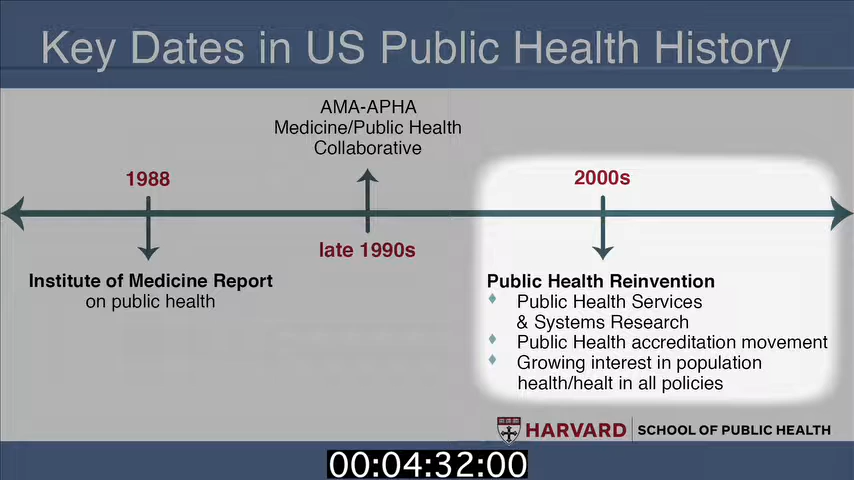 Key Dates in US Public Health History
AMA-APHA
Medicine/Public Health
Collaborative
1988
2000s
late 1990s
Institute of Medicine Report
on public health
Public Health Reinvention
Public Health Services
& Systems Research
Public Health accreditation movement
Growing interest in population
health/healt in all policies
HARVARD SCHOOL OF PUBLIC HEALTH
00:04:32:00